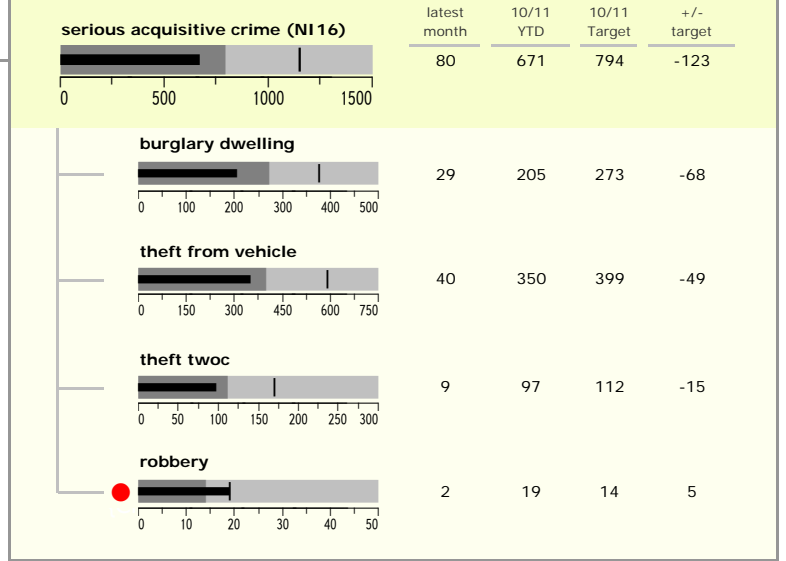 latest 10/11 10/11 +/-
month YTD Target target
serious acquisitive crime (NI16)
80 671 794 -123
0 500 1000 1500
burglary dwelling
29 205 273 -68
0 100 200 300 400 500
theft from vehicle
40 350 399 -49
0 150 300 450 600 750
theft twoc
9 97 112 -15
0 50 100 150 200 250 300
robbery
2 19 14 5
0 10 20 30 40 50